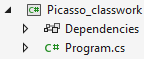 C# Picasso_classwork
Dependencies
C# Program.cs